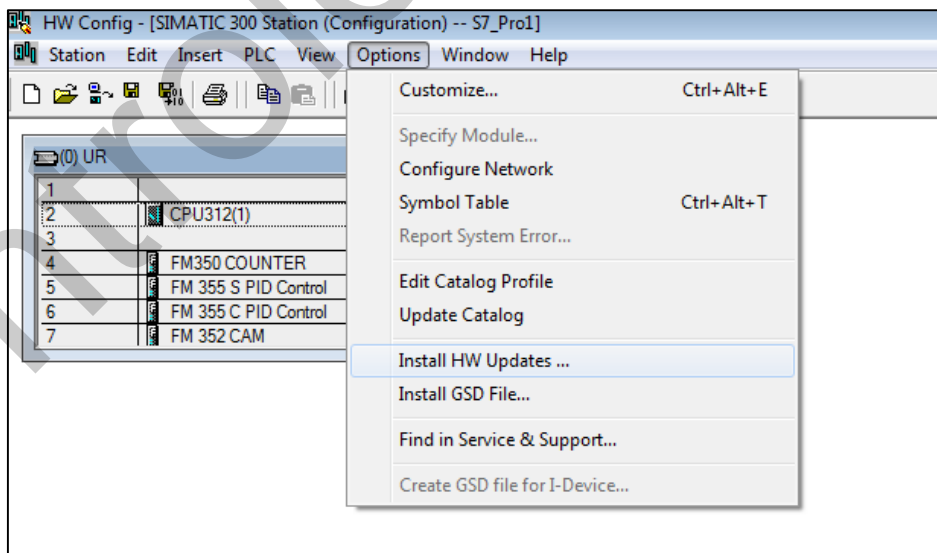 HW Config - [SIMATIC 300 Station (Configuration) -- S7_Pro1]
Station Edit Insert PLC View Options Window Help
Customize... Ctrl+Alt+E
Specify Module...
Configure Network
Symbol Table Ctrl+Alt+T
Report System Error...
Edit Catalog Profile
Update Catalog
Install HW Updates ...
Install GSD File...
Find in Service & Support...
Create GSD file for I-Device...
(0) UR
1
2 CPU312(1)
3
4 FM350 COUNTER
5 FM 355 S PID Control
6 FM 355 C PID Control
7 FM 352 CAM